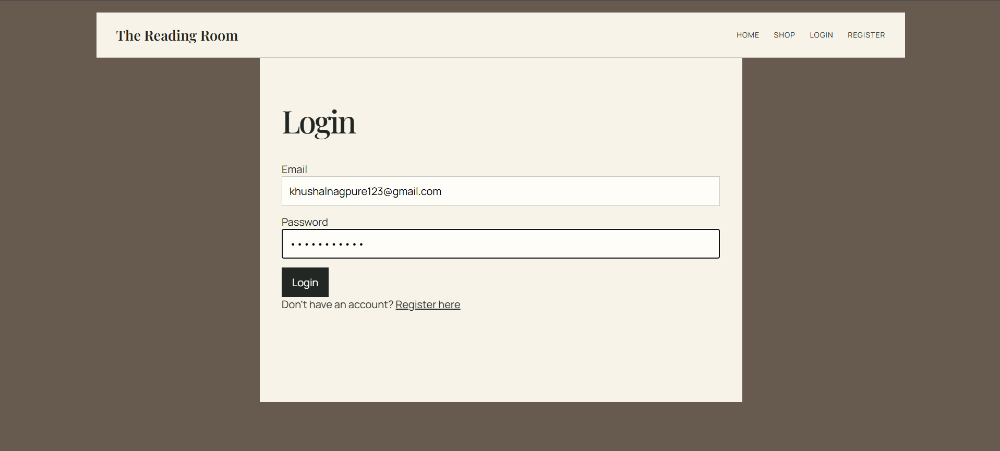 The Reading Room
HOME SHOP LOGIN REGISTER
Login
Email
khushalnagpure123@gmail.com
Password
•••••••••••
Login
Don't have an account? Register here